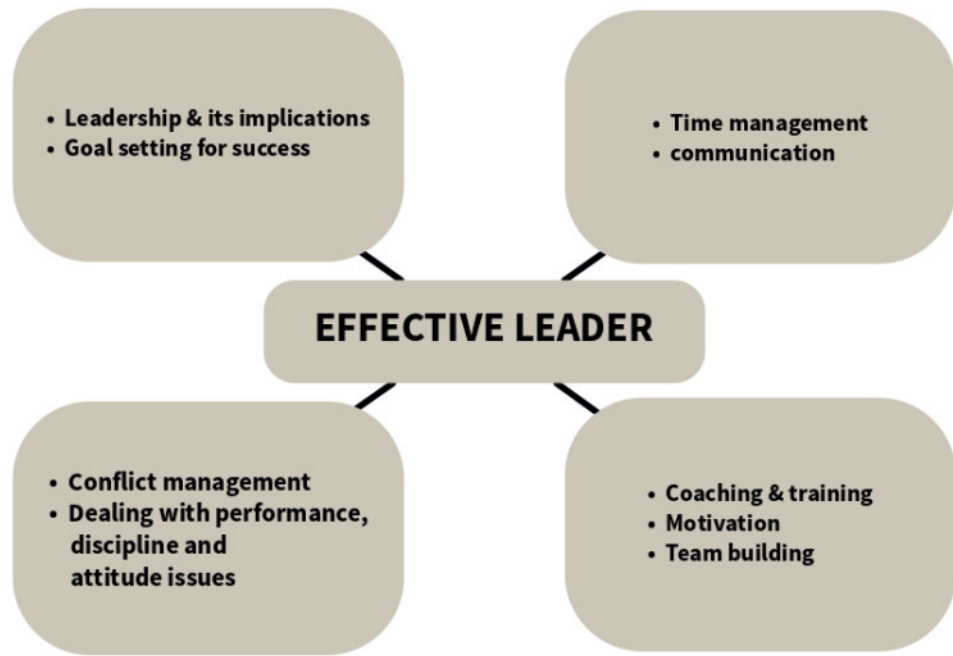 • Leadership & its implications
• Goal setting for success
• Time management
• communication
EFFECTIVE LEADER
• Conflict management
• Dealing with performance,
discipline and
attitude issues
• Coaching & training
• Motivation
• Team building